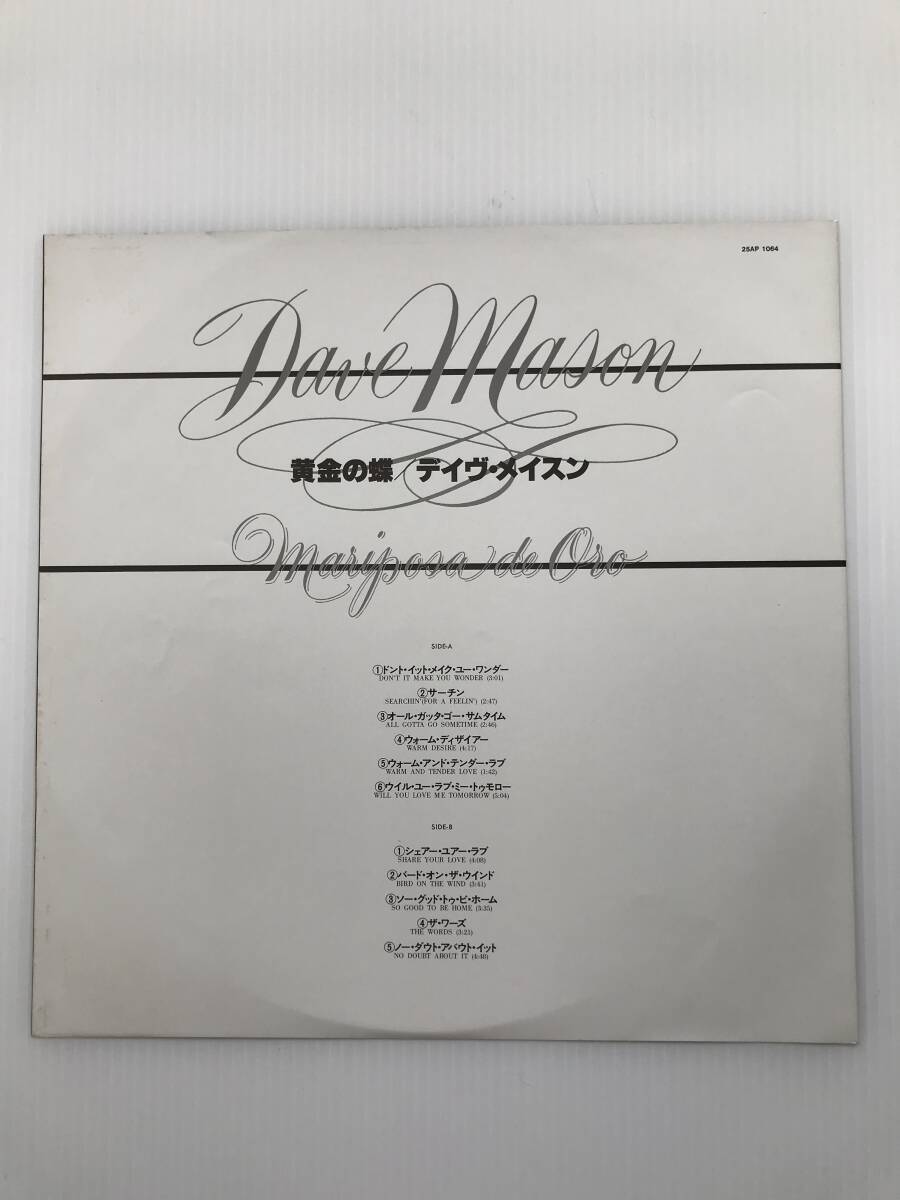 25AP 1064
Dave Mason
黄金の蝶／デイヴ・メイスン
Mariposa de Oro
SIDE-A
①ドント・イット・メイク・ユー・ワンダー
DON'T IT MAKE YOU WONDER (3:01)
②サーチン
SEARCHIN'(FOR A FEELIN') (2:47)
③オール・ガッタ・ゴー・サムタイム
ALL GOTTA GO SOMETIME (2:46)
④ウォーム・ディザイアー
WARM DESIRE (4:17)
⑤ウォーム・アンド・テンダー・ラブ
WARM AND TENDER LOVE (1:42)
⑥ウイル・ユー・ラブ・ミー・トゥモロー
WILL YOU LOVE ME TOMORROW (5:04)
SIDE-B
①シェアー・ユアー・ラブ
SHARE YOUR LOVE (4:08)
②バード・オン・ザ・ウインド
BIRD ON THE WIND (3:41)
③ソー・グッド・トゥ・ビ・ホーム
SO GOOD TO BE HOME (3:35)
④ザ・ワーズ
THE WORDS (3:23)
⑤ノー・ダウト・アバウト・イット
NO DOUBT ABOUT IT (4:48)